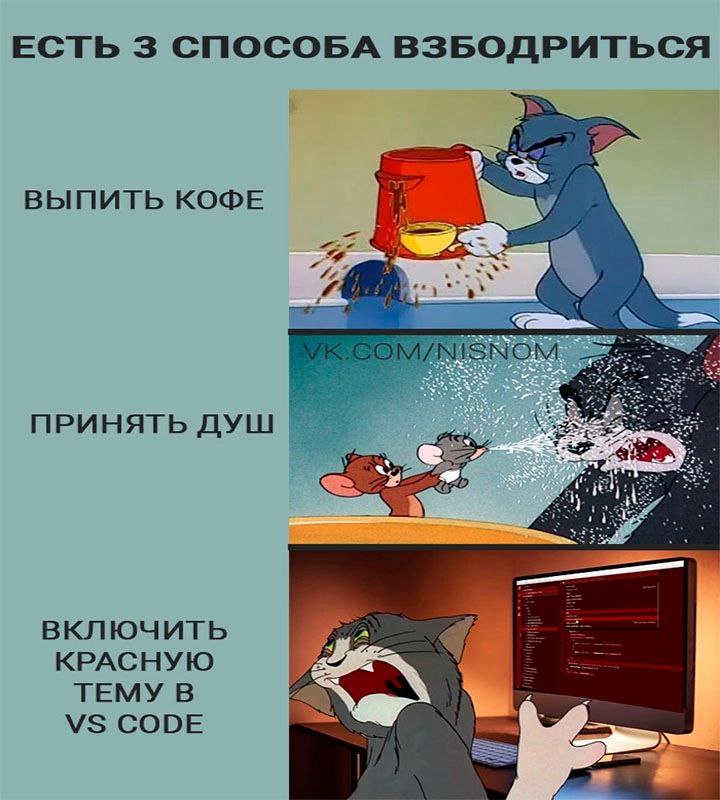 ЕСТЬ 3 СПОСОБА ВЗБОДРИТЬСЯ
ВЫПИТЬ КОФЕ
VK.COM/NISNOM
ПРИНЯТЬ ДУШ
ВКЛЮЧИТЬ
КРАСНУЮ
ТЕМУ В
VS CODE